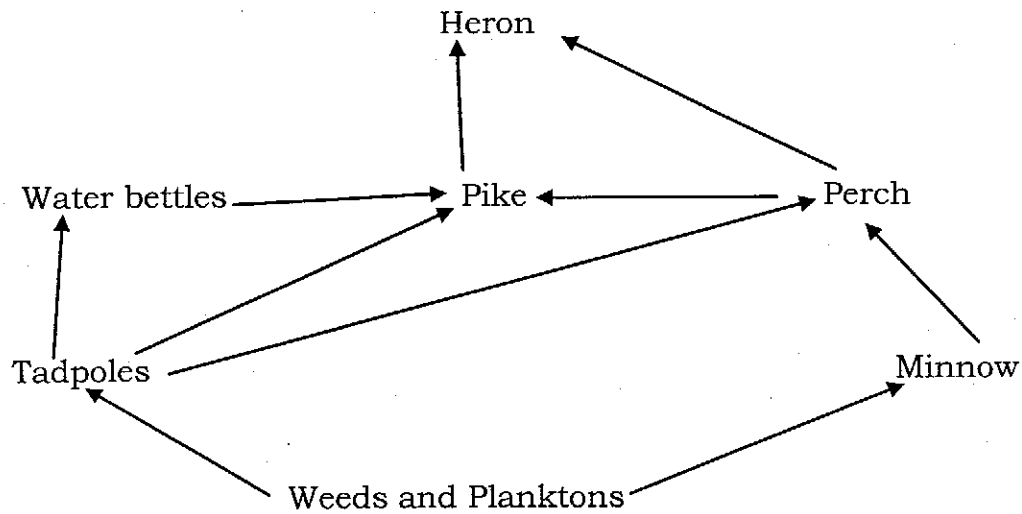 Heron
Water bettles
Pike
Perch
Tadpoles
Minnow
Weeds and Planktons